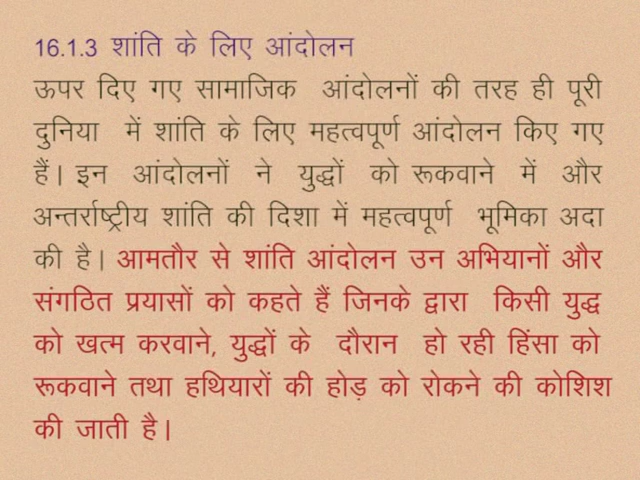 16.1.3 शांति के लिए आंदोलन
ऊपर दिए गए सामाजिक आंदोलनों की तरह ही पूरी
दुनिया में शांति के लिए महत्वपूर्ण आंदोलन किए गए
हैं। इन आंदोलनों ने युद्धों को रूकवाने में और
अन्तर्राष्ट्रीय शांति की दिशा में महत्वपूर्ण भूमिका अदा
की है। आमतौर से शांति आंदोलन उन अभियानों और
संगठित प्रयासों को कहते हैं जिनके द्वारा किसी युद्ध
को खत्म करवाने, युद्धों के दौरान हो रही हिंसा को
रूकवाने तथा हथियारों की होड़ को रोकने की कोशिश
की जाती है।